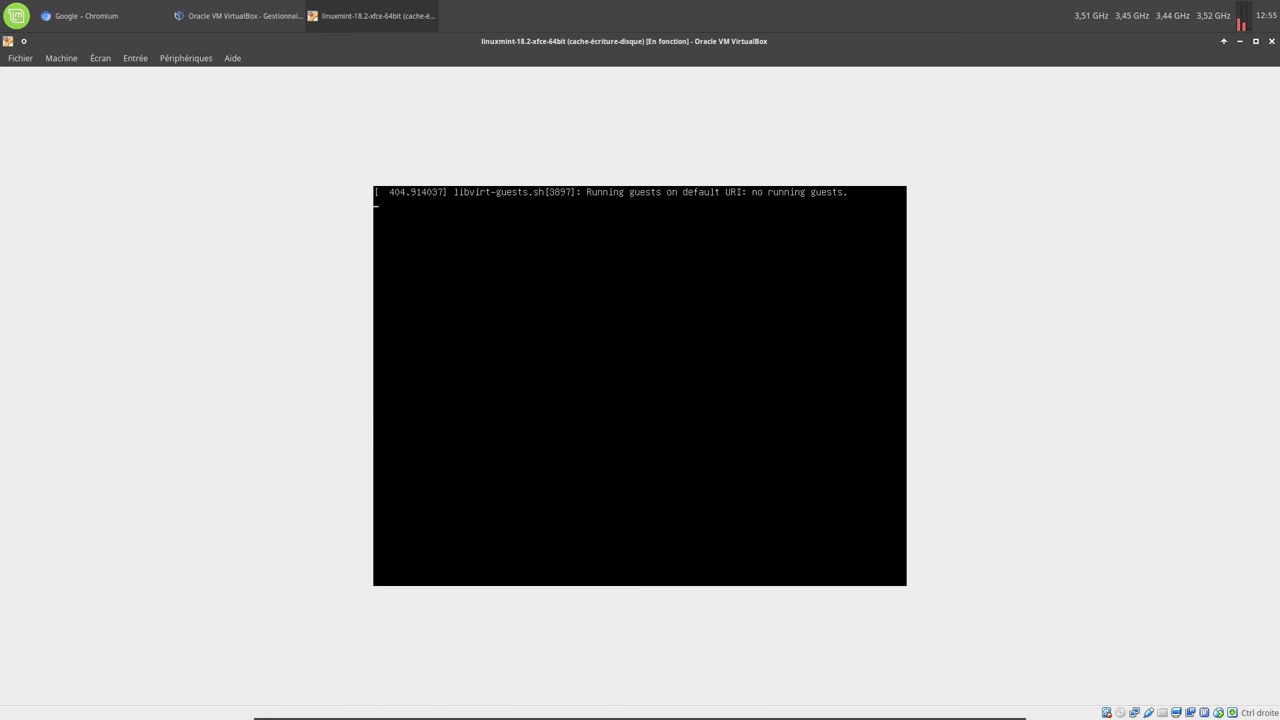 Google – Chromium
Oracle VM VirtualBox - Gestionnai...
linuxmint-18.2-xfce-64bit (cache-é...
3,51 GHz 3,45 GHz 3,44 GHz 3,52 GHz
12:55
linuxmint-18.2-xfce-64bit (cache-écriture-disque) [En fonction] - Oracle VM VirtualBox
Fichier Machine Écran Entrée Périphériques Aide
[  404.914037] libvirt-guests.sh[3897]: Running guests on default URI: no running guests.
Ctrl droite